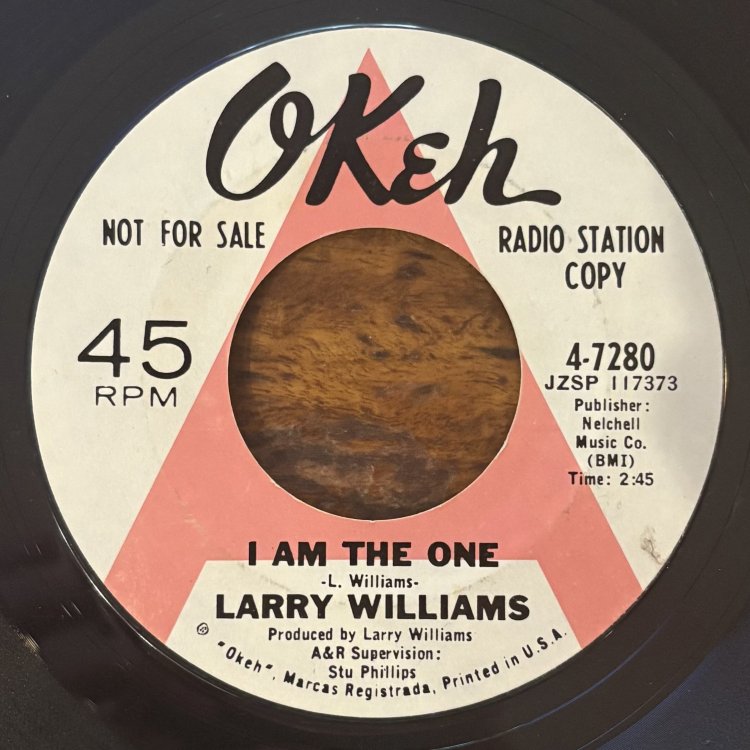 OKeh
NOT FOR SALE
RADIO STATION
COPY
45
RPM
4-7280
JZSP 117373
Publisher:
Nelchell
Music Co.
(BMI)
Time: 2:45
I AM THE ONE
-L. Williams-
LARRY WILLIAMS
Produced by Larry Williams
A&R Supervision:
Stu Phillips
℗ "Okeh", Marcas Registrada, Printed in U.S.A.